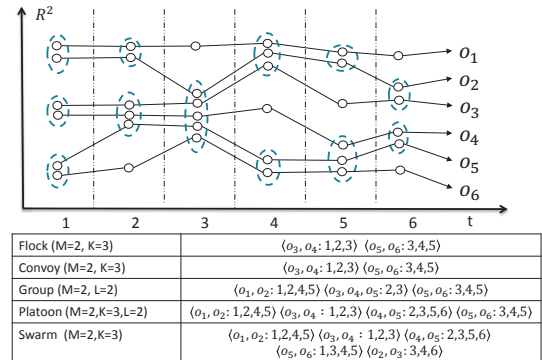 R²
o₁
o₂
o₃
o₄
o₅
o₆
1 2 3 4 5 6 t
Flock (M=2, K=3) ⟨o₃, o₄: 1,2,3⟩ ⟨o₅, o₆: 3,4,5⟩
Convoy (M=2, K=3) ⟨o₃, o₄: 1,2,3⟩ ⟨o₅, o₆: 3,4,5⟩
Group (M=2, L=2) ⟨o₁, o₂: 1,2,4,5⟩ ⟨o₃, o₄, o₅: 2,3⟩ ⟨o₅, o₆: 3,4,5⟩
Platoon (M=2,K=3,L=2) ⟨o₁, o₂: 1,2,4,5⟩ ⟨o₃, o₄ : 1,2,3⟩ ⟨o₄, o₅: 2,3,5,6⟩ ⟨o₅, o₆: 3,4,5⟩
Swarm (M=2,K=3) ⟨o₁, o₂: 1,2,4,5⟩ ⟨o₃, o₄ : 1,2,3⟩ ⟨o₄, o₅: 2,3,5,6⟩
⟨o₅, o₆: 1,3,4,5⟩ ⟨o₂, o₃: 3,4,6⟩